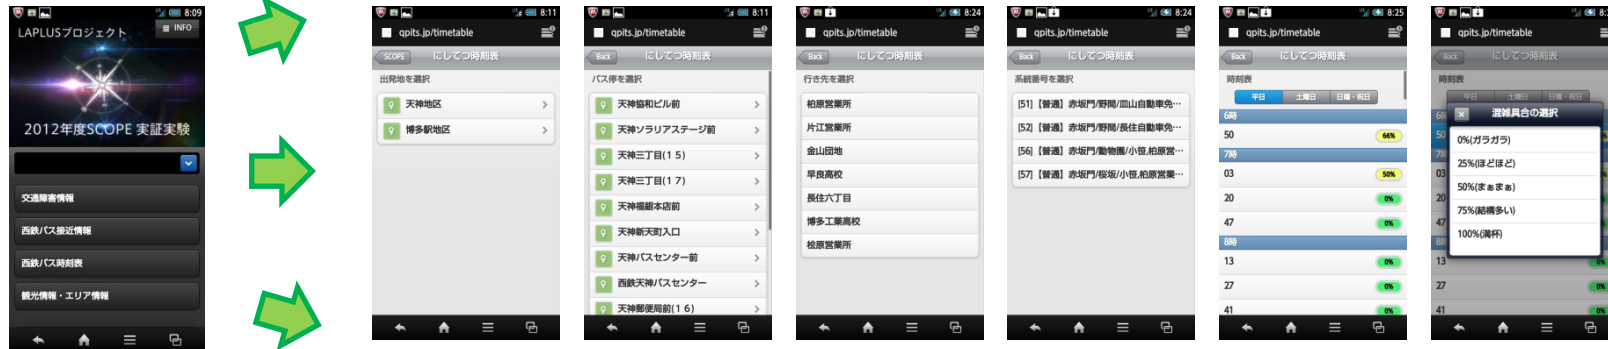 8:09
LAPLUSプロジェクト
INFO
2012年度SCOPE 実証実験
交通障害情報
西鉄バス接近情報
西鉄バス時刻表
観光情報・エリア情報
8:11
qpits.jp/timetable
SCOPE
にしてつ時刻表
出発地を選択
天神地区
博多駅地区
8:11
qpits.jp/timetable
Back
にしてつ時刻表
バス停を選択
天神協和ビル前
天神ソラリアステージ前
天神三丁目(15)
天神三丁目(17)
天神福銀本店前
天神新天町入口
天神バスセンター前
西鉄天神バスセンター
天神郵便局前(16)
8:24
qpits.jp/timetable
Back
にしてつ時刻表
行き先を選択
柏原営業所
片江営業所
金山団地
早良高校
長住六丁目
博多工業高校
桧原営業所
8:24
qpits.jp/timetable
Back
にしてつ時刻表
系統番号を選択
[51]【普通】赤坂門/野間/皿山自動車免…
[52]【普通】赤坂門/野間/長住自動車免…
[56]【普通】赤坂門/動物園/小笹,柏原営…
[57]【普通】赤坂門/桜坂/小笹,柏原営業…
8:25
qpits.jp/timetable
Back
にしてつ時刻表
時刻表
平日 土曜日 日曜・祝日
6時
50 66%
7時
03 50%
20 0%
47 0%
8時
13 0%
27 0%
41 0%
qpits.jp/timetable
Back
にしてつ時刻表
時刻表
平日 土曜日 日曜・祝日
混雑具合の選択
0%(ガラガラ)
25%(ほどほど)
50%(まぁまぁ)
75%(結構多い)
100%(満杯)
50
03
20
47
13 0%
27 0%
41 0%